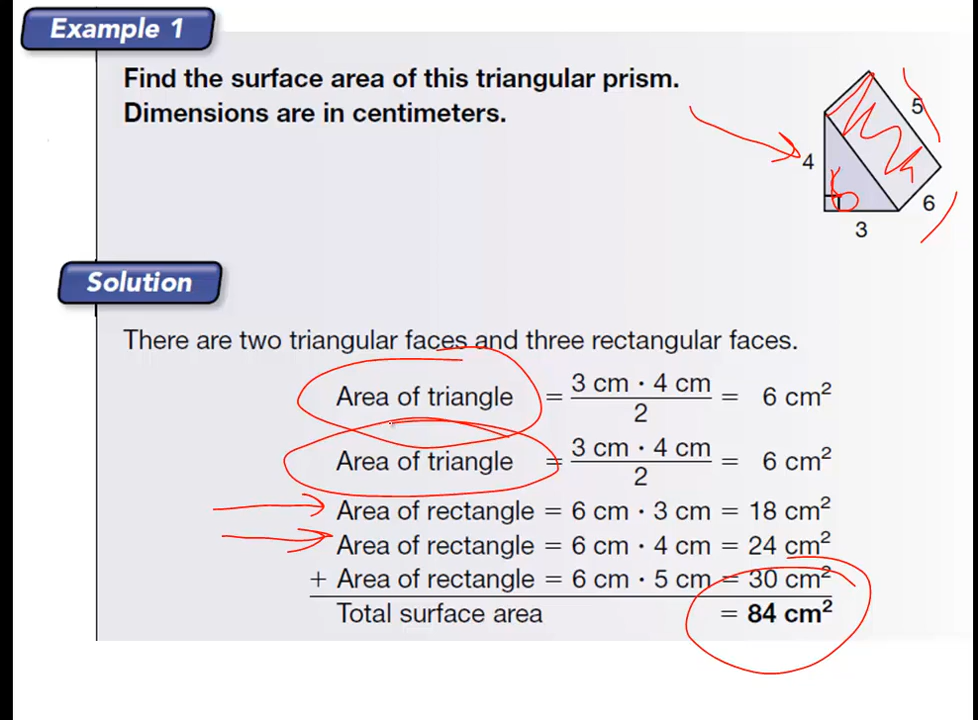 Example 1
Find the surface area of this triangular prism.
Dimensions are in centimeters.
5
4
6
3
Solution
There are two triangular faces and three rectangular faces.
Area of triangle = 3 cm · 4 cm / 2 = 6 cm²
Area of triangle = 3 cm · 4 cm / 2 = 6 cm²
Area of rectangle = 6 cm · 3 cm = 18 cm²
Area of rectangle = 6 cm · 4 cm = 24 cm²
+ Area of rectangle = 6 cm · 5 cm = 30 cm²
Total surface area = 84 cm²